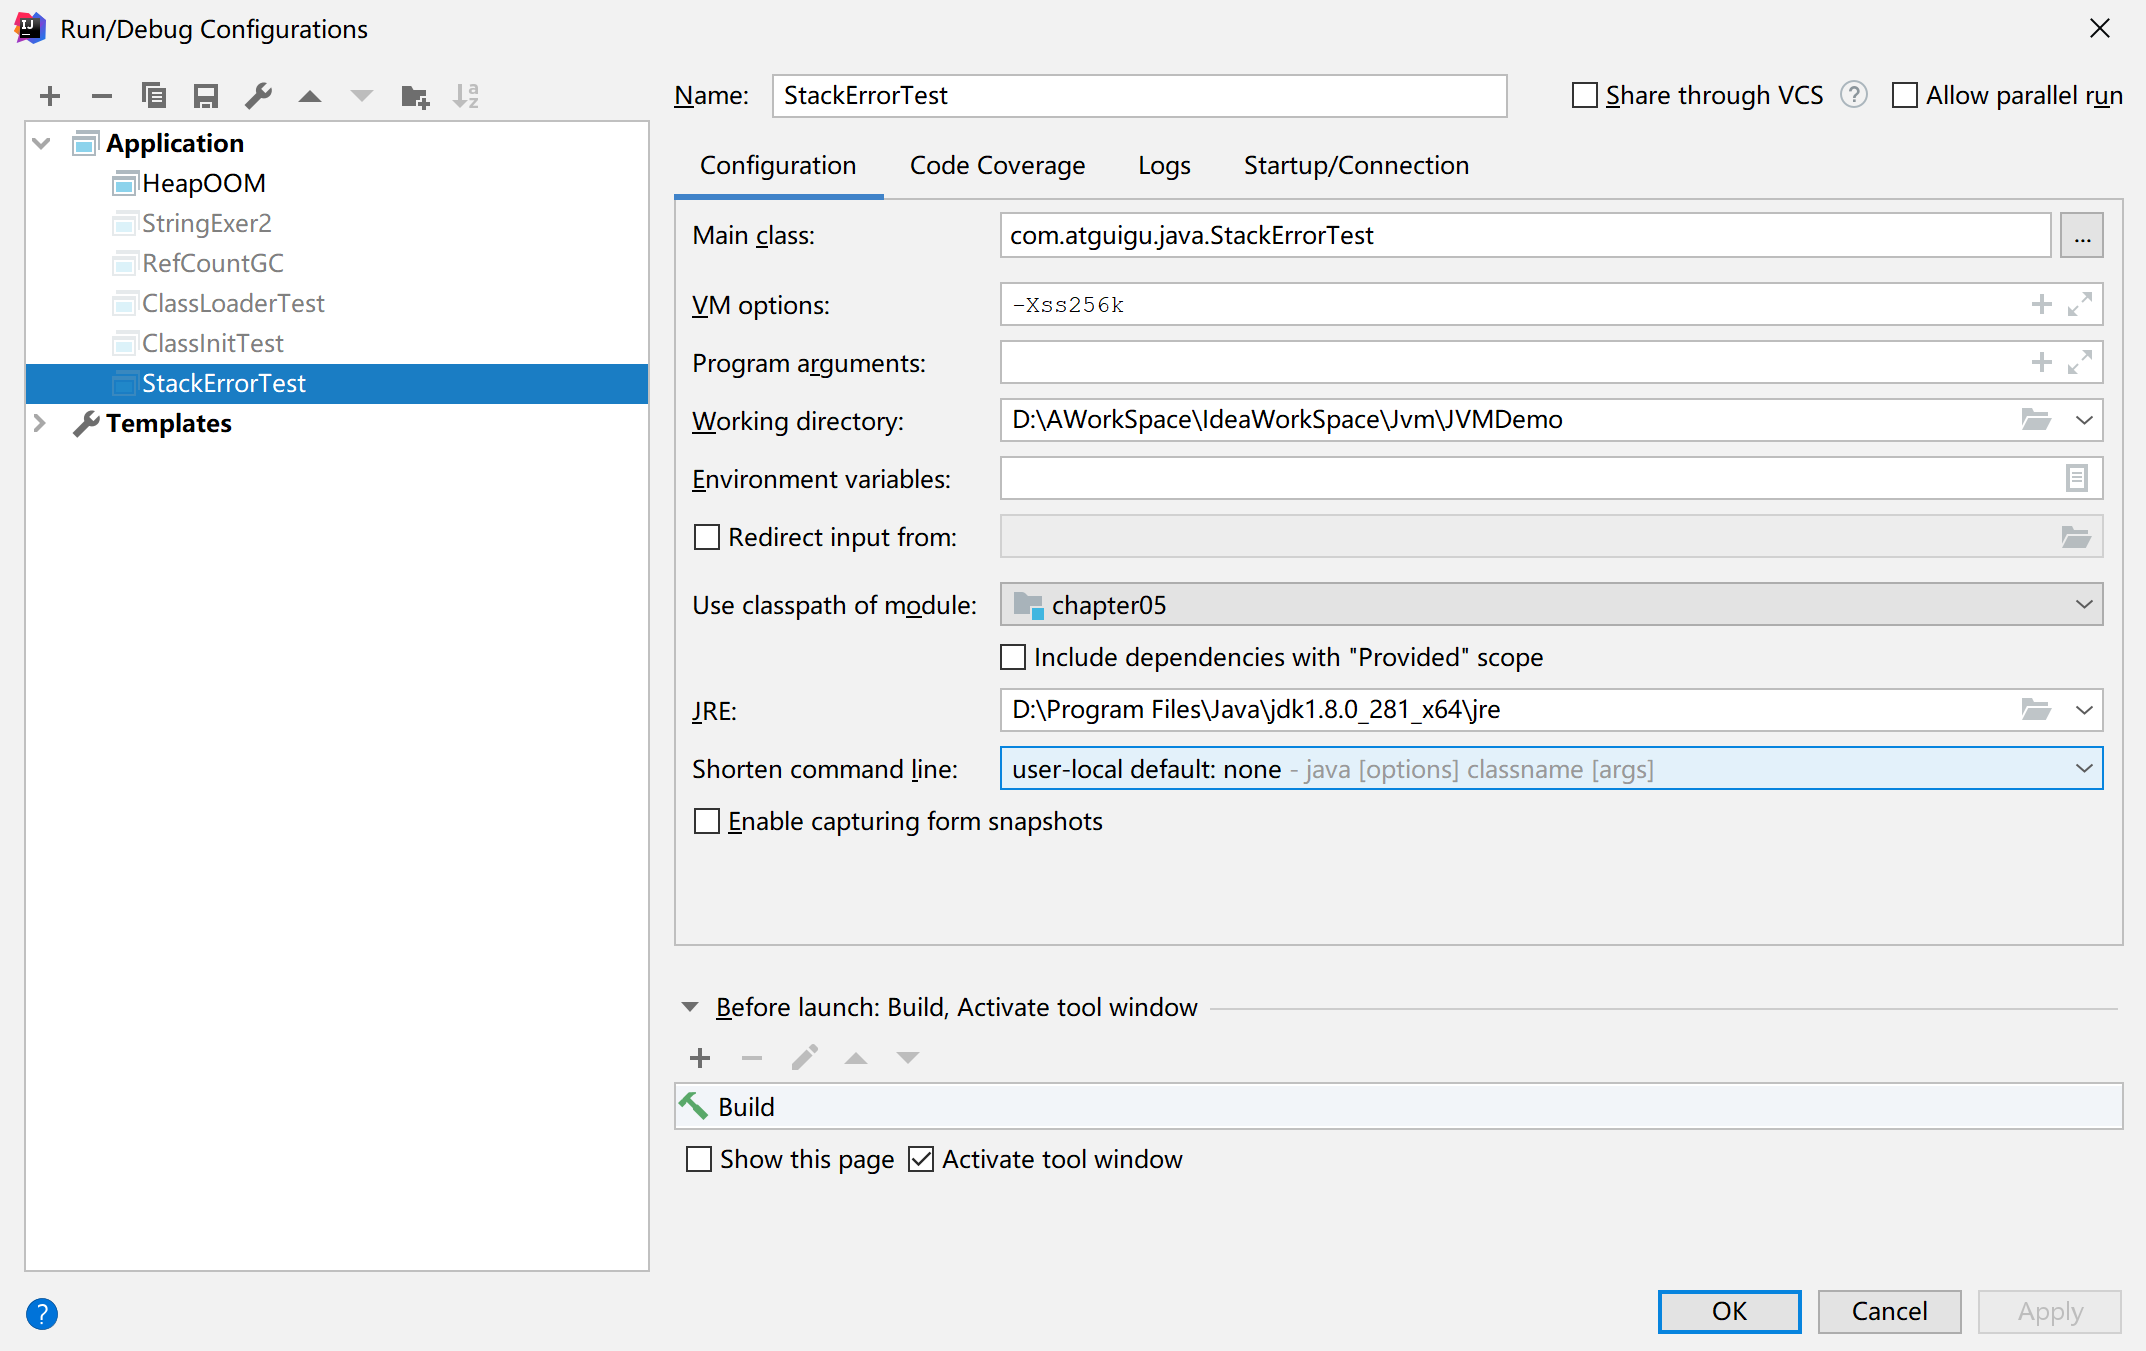 Run/Debug Configurations
Name: StackErrorTest Share through VCS ? Allow parallel run
Application
HeapOOM
StringExer2
RefCountGC
ClassLoaderTest
ClassInitTest
StackErrorTest
Templates
Configuration Code Coverage Logs Startup/Connection
Main class: com.atguigu.java.StackErrorTest ...
VM options: -Xss256k
Program arguments:
Working directory: D:\AWorkSpace\IdeaWorkSpace\Jvm\JVMDemo
Environment variables:
Redirect input from:
Use classpath of module: chapter05
Include dependencies with "Provided" scope
JRE: D:\Program Files\Java\jdk1.8.0_281_x64\jre
Shorten command line: user-local default: none - java [options] classname [args]
Enable capturing form snapshots
Before launch: Build, Activate tool window
Build
Show this page Activate tool window
? OK Cancel Apply